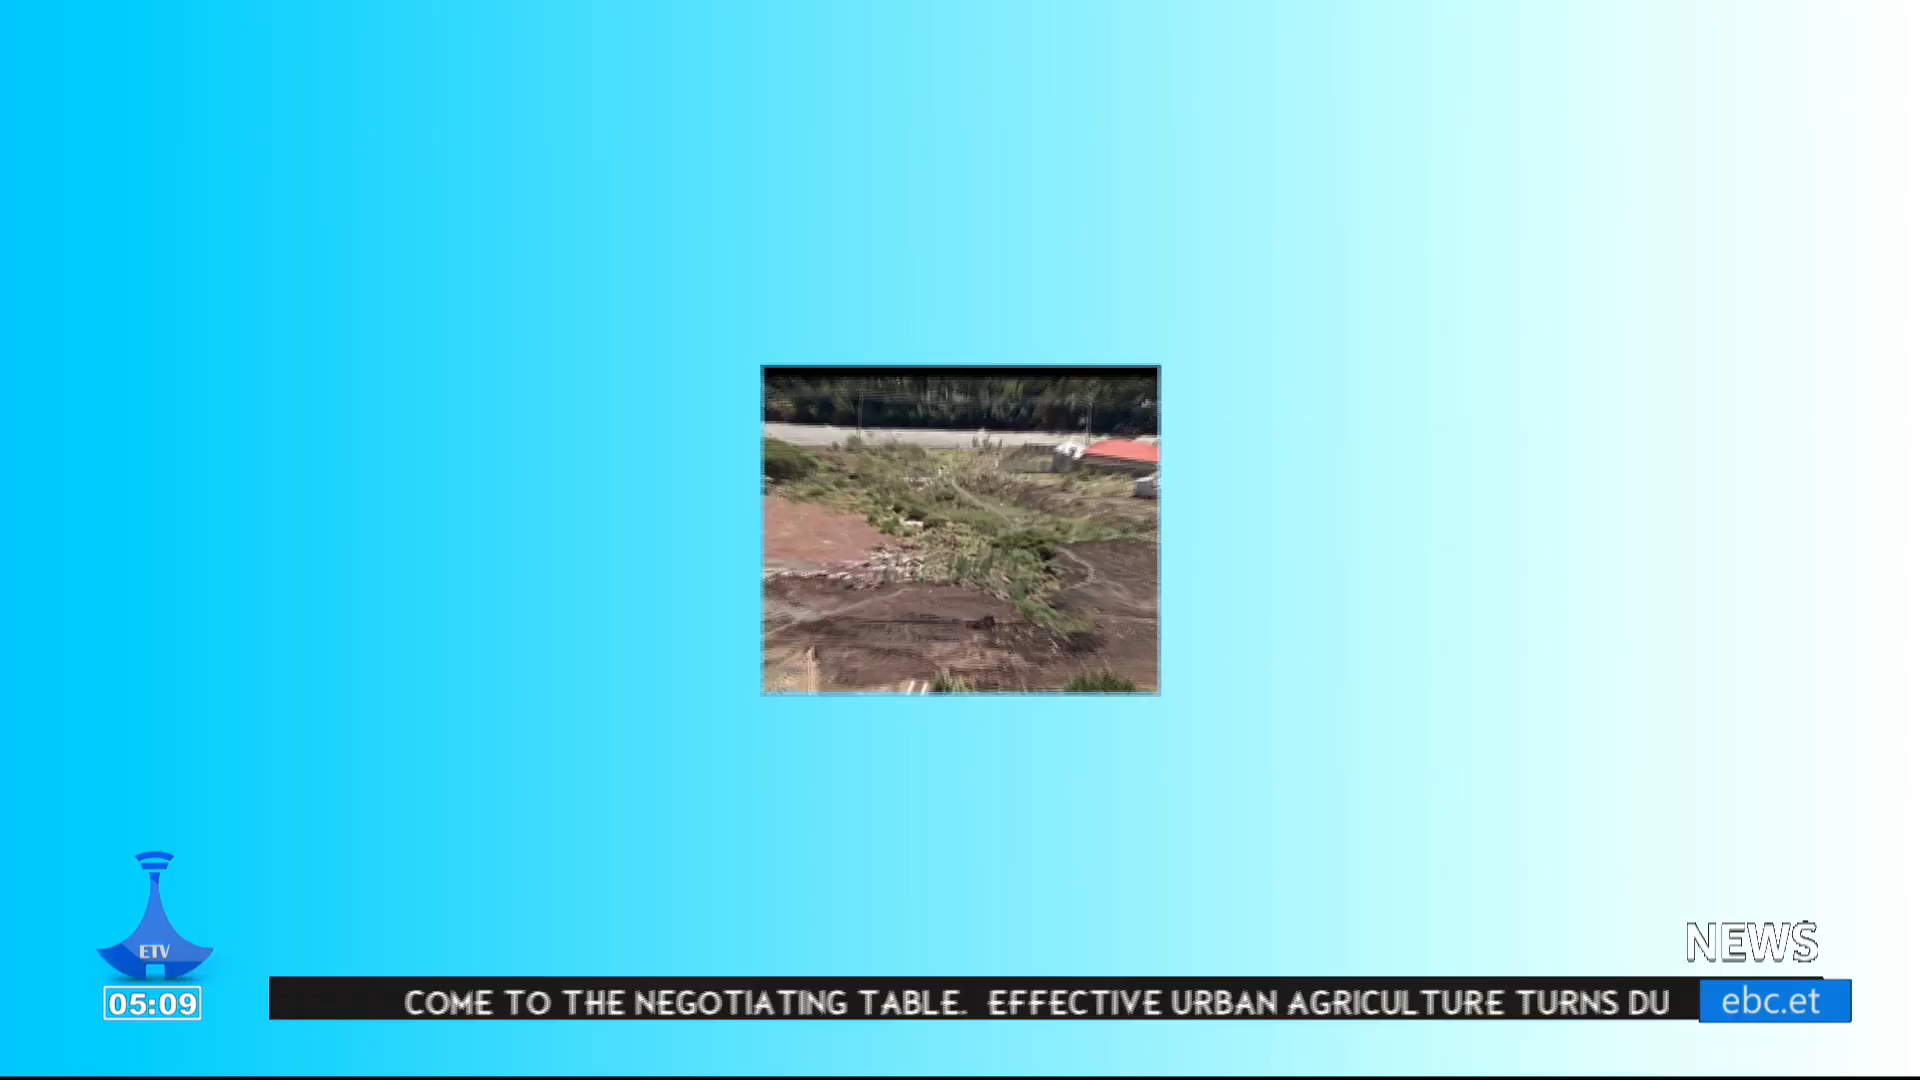 NEWS
ETV
05:09
COME TO THE NEGOTIATING TABLE. EFFECTIVE URBAN AGRICULTURE TURNS DU
ebc.et